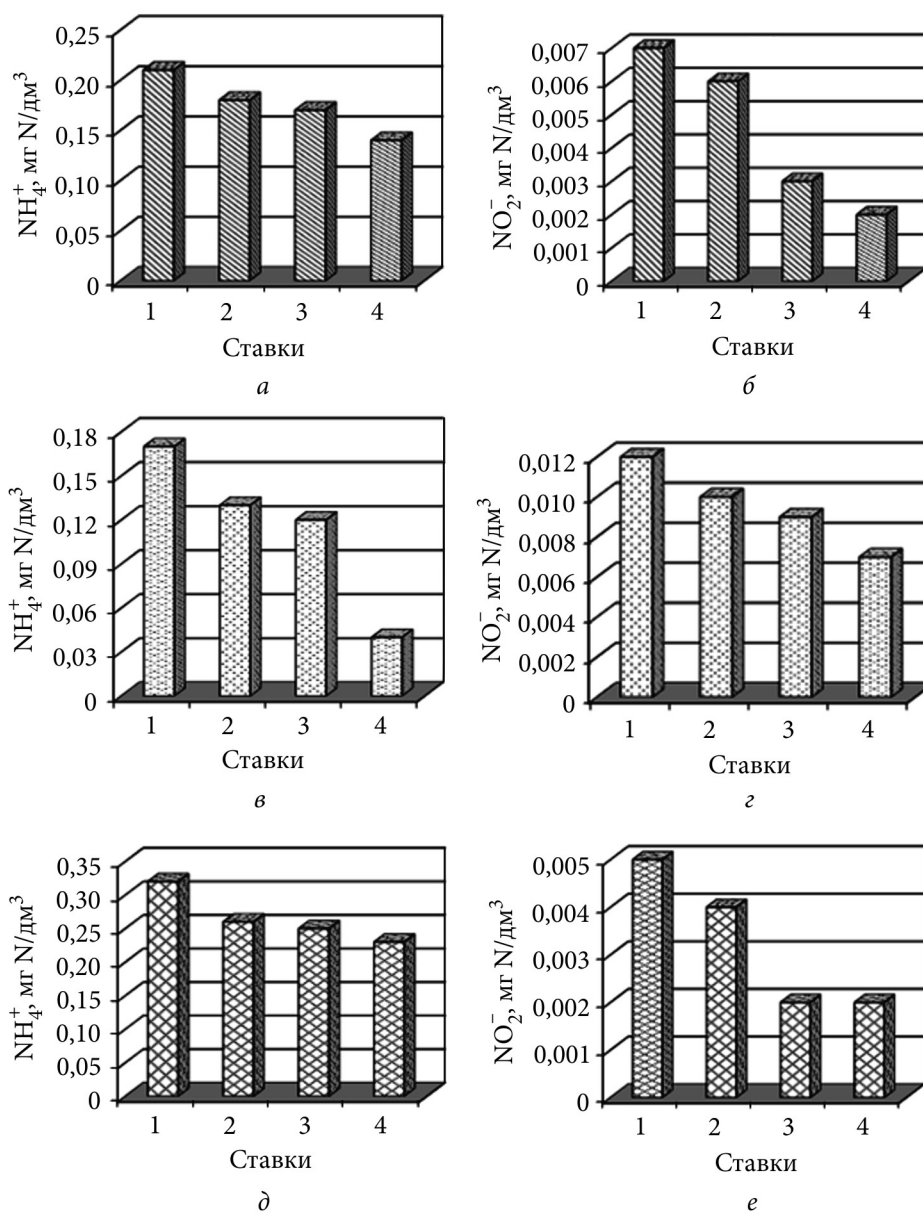 NH₄⁺, мг N/дм³
0,25
0,20
0,15
0,10
0,05
0
1 2 3 4
Ставки
а
NO₂⁻, мг N/дм³
0,007
0,006
0,005
0,004
0,003
0,002
0,001
0
1 2 3 4
Ставки
б
NH₄⁺, мг N/дм³
0,18
0,15
0,12
0,09
0,06
0,03
0
1 2 3 4
Ставки
в
NO₂⁻, мг N/дм³
0,012
0,010
0,008
0,006
0,004
0,002
0
1 2 3 4
Ставки
г
NH₄⁺, мг N/дм³
0,35
0,30
0,25
0,20
0,15
0,10
0,05
0
1 2 3 4
Ставки
д
NO₂⁻, мг N/дм³
0,005
0,004
0,003
0,002
0,001
0
1 2 3 4
Ставки
е